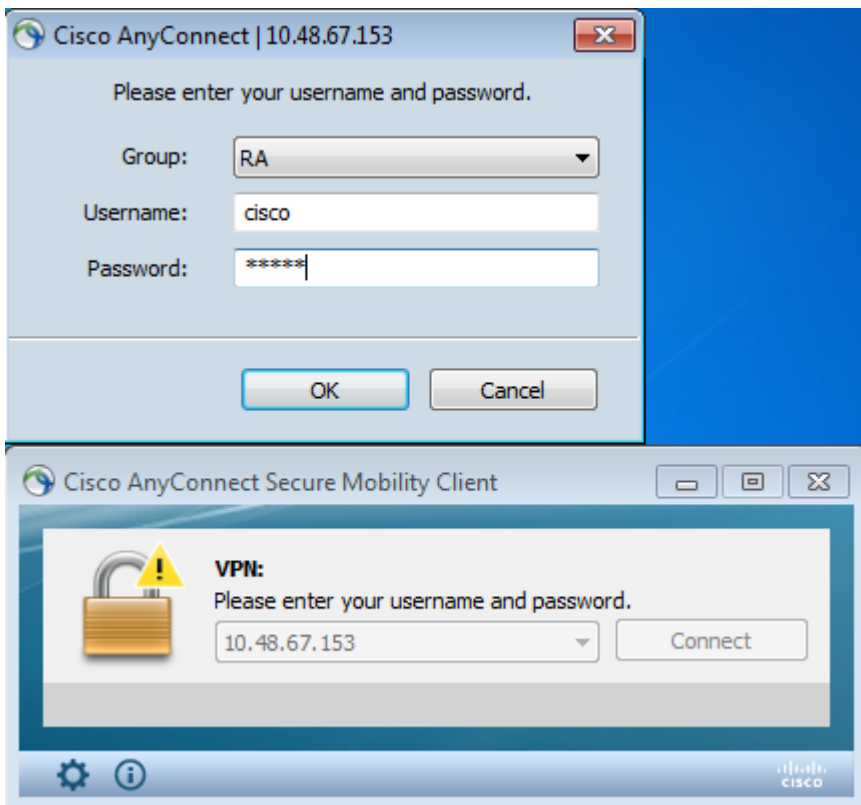 Cisco AnyConnect | 10.48.67.153
Please enter your username and password.
Group: RA
Username: cisco
Password: *****
OK Cancel
Cisco AnyConnect Secure Mobility Client
VPN:
Please enter your username and password.
10.48.67.153 Connect
CISCO